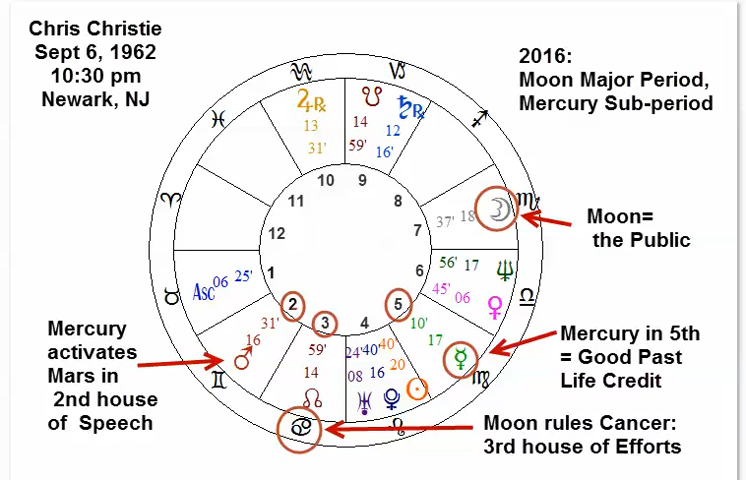 Chris Christie
Sept 6, 1962
10:30 pm
Newark, NJ
2016:
Moon Major Period,
Mercury Sub-period
♒
♑
♓
♐
♈
♏
♉
♎
♊
♍
♋
♌
♃℞
13
31'
☋
14
59'
♄℞
12
16'
37' 18 ☽
56' 17 ♆
45' 06 ♀
10'
17 ☿
40'
20 ☉
40'
16 ♇
24'
08 ♅
59'
14
☊
31'
16
♂
Asc 06 25'
1
2
3
4
5
6
7
8
9
10
11
12
Moon=
the Public
Mercury
activates
Mars in
2nd house
of Speech
Mercury in 5th
= Good Past
Life Credit
Moon rules Cancer:
3rd house of Efforts